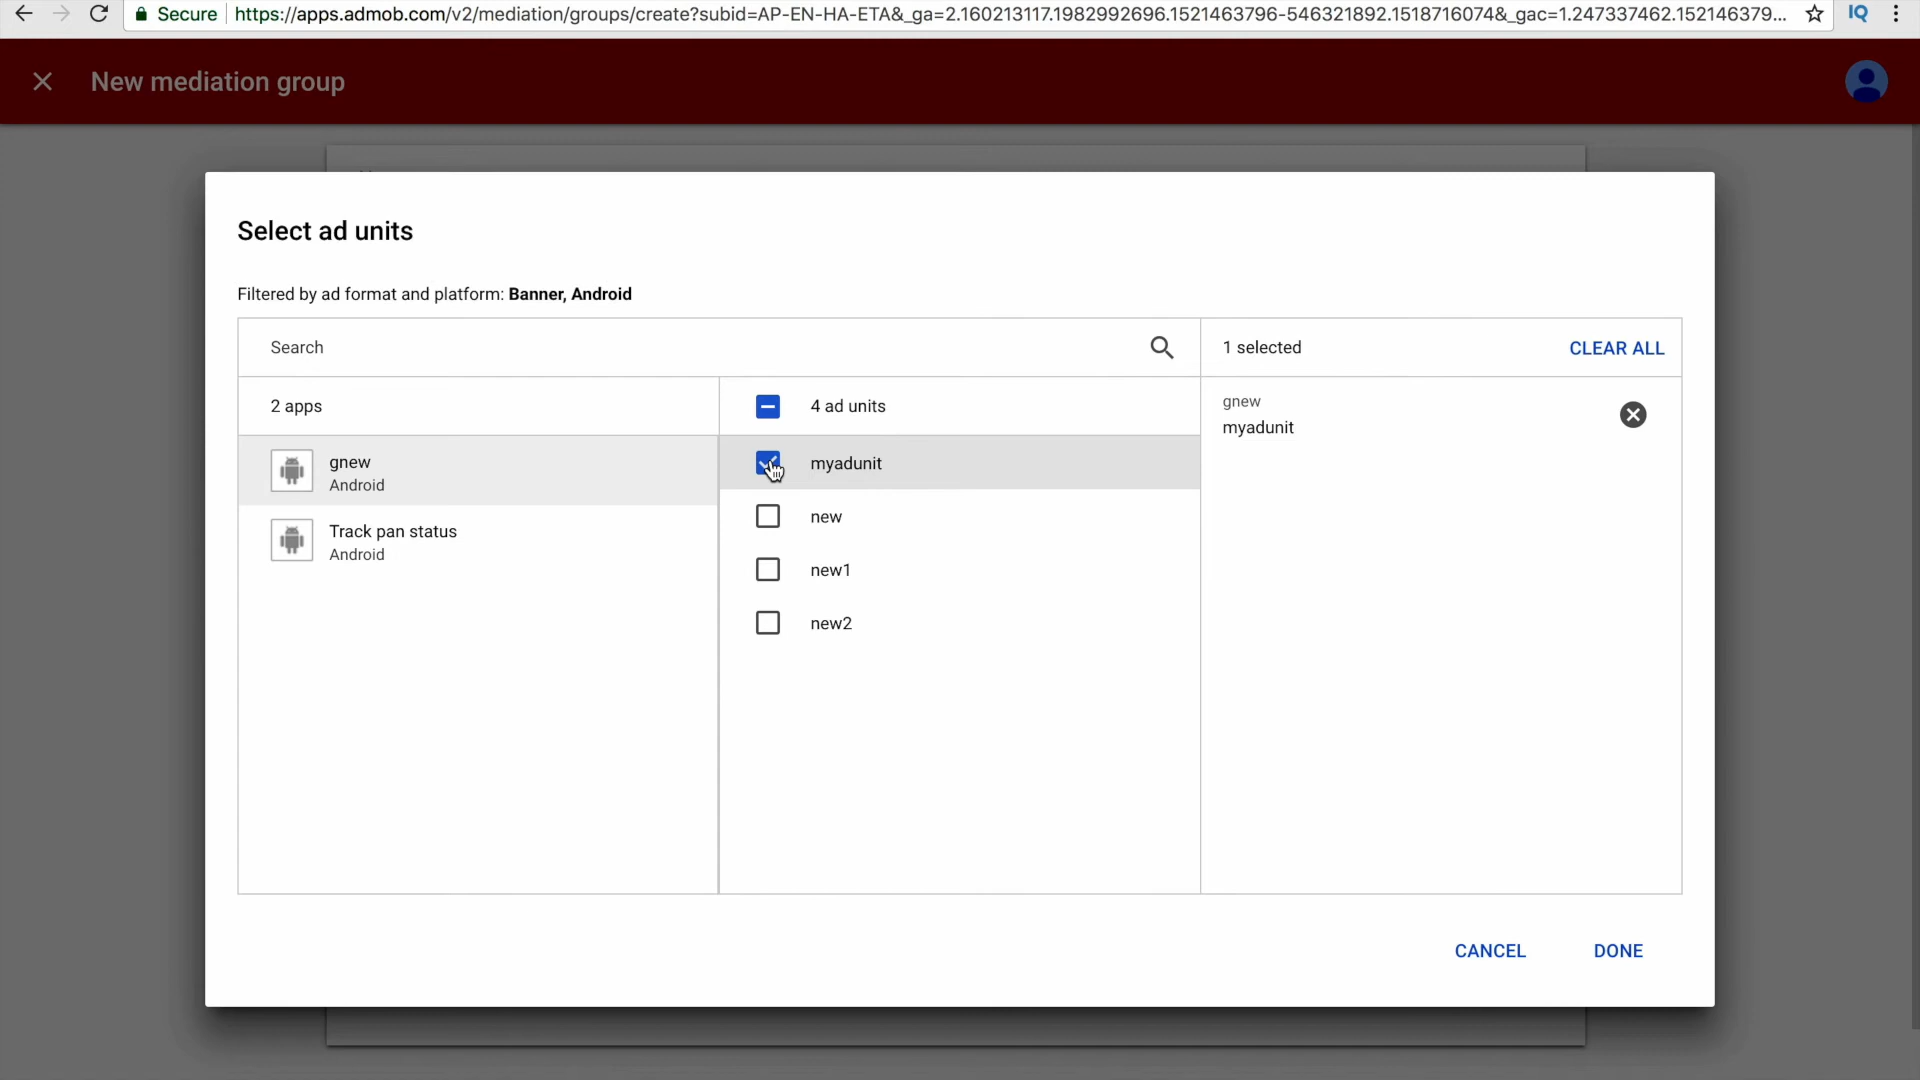 Secure https://apps.admob.com/v2/mediation/groups/create?subid=AP-EN-HA-ETA&_ga=2.160213117.1982992696.1521463796-546321892.1518716074&_gac=1.247337462.152146379... IQ
New mediation group
Select ad units
Filtered by ad format and platform: Banner, Android
Search
1 selected
CLEAR ALL
2 apps
4 ad units
gnew
myadunit
gnew
Android
myadunit
new
Track pan status
Android
new1
new2
CANCEL
DONE